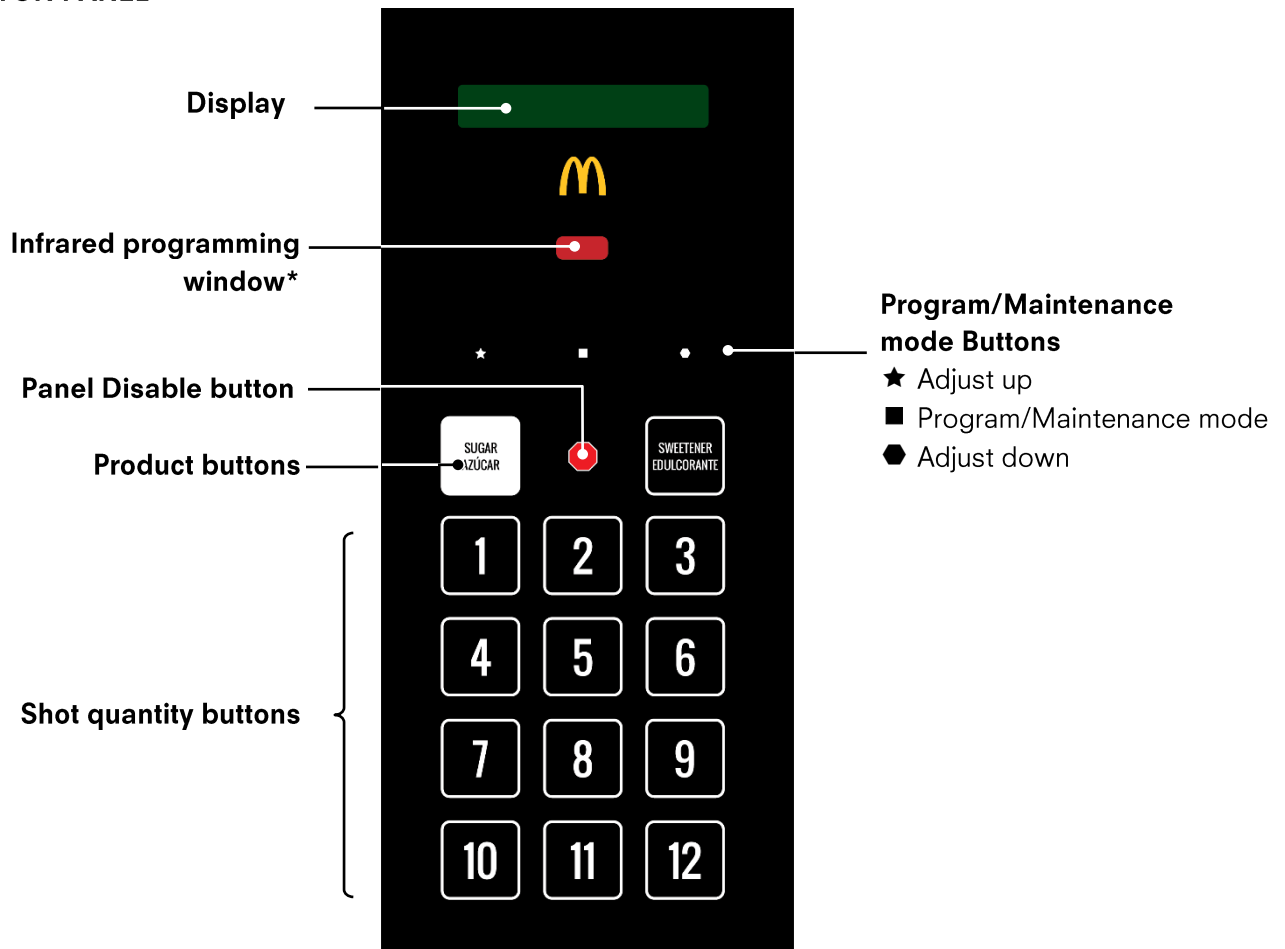 Display
Infrared programming
window*
Program/Maintenance
mode Buttons
★ Adjust up
■ Program/Maintenance mode
⬣ Adjust down
Panel Disable button
Product buttons
SUGAR
SWEETENER
EDULCORANTE
1 2 3
4 5 6
Shot quantity buttons
7 8 9
10 11 12